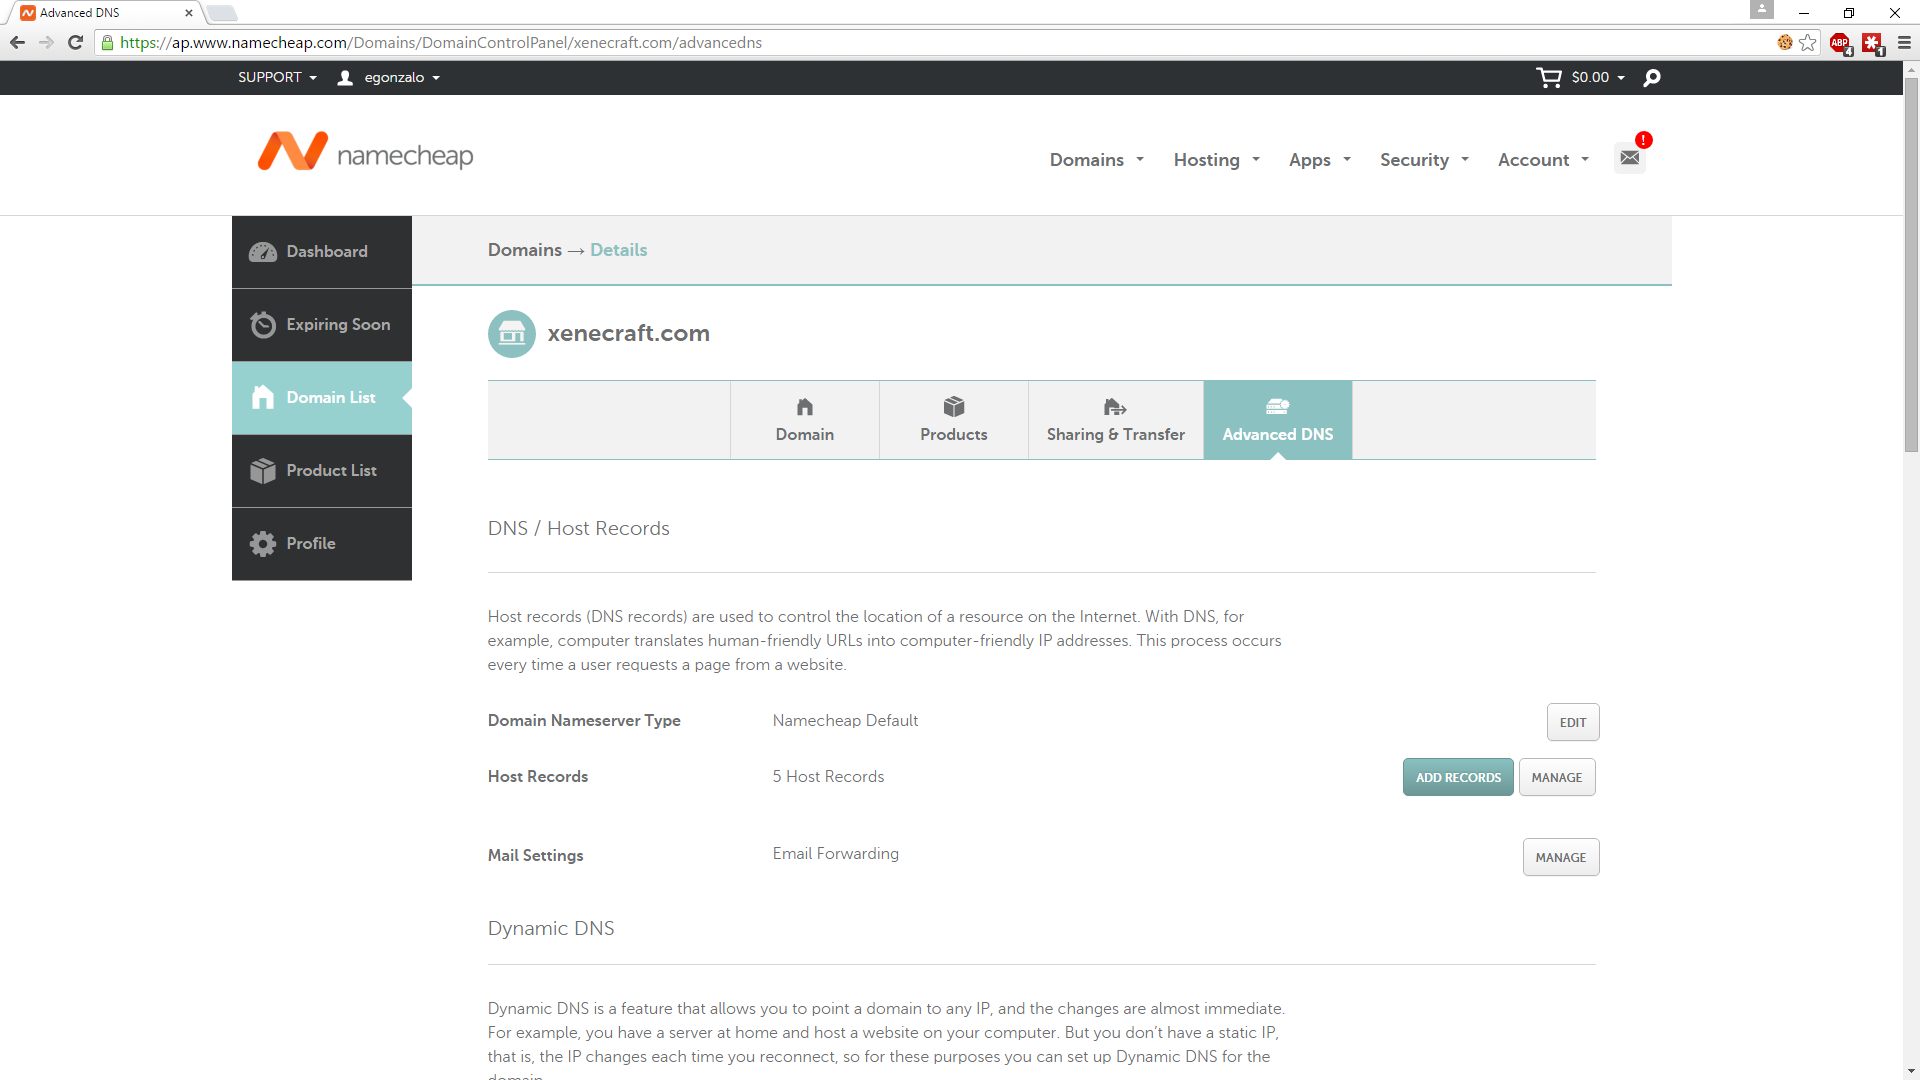 Advanced DNS
https://ap.www.namecheap.com/Domains/DomainControlPanel/xenecraft.com/advancedns
ABP 4 1
SUPPORT egonzalo $0.00
namecheap
Domains Hosting Apps Security Account !
Dashboard
Expiring Soon
Domain List
Product List
Profile
Domains → Details
xenecraft.com
Domain Products Sharing & Transfer Advanced DNS
DNS / Host Records
Host records (DNS records) are used to control the location of a resource on the Internet. With DNS, for
example, computer translates human-friendly URLs into computer-friendly IP addresses. This process occurs
every time a user requests a page from a website.
Domain Nameserver Type Namecheap Default EDIT
Host Records 5 Host Records ADD RECORDS MANAGE
Mail Settings Email Forwarding MANAGE
Dynamic DNS
Dynamic DNS is a feature that allows you to point a domain to any IP, and the changes are almost immediate.
For example, you have a server at home and host a website on your computer. But you don’t have a static IP,
that is, the IP changes each time you reconnect, so for these purposes you can set up Dynamic DNS for the
domain